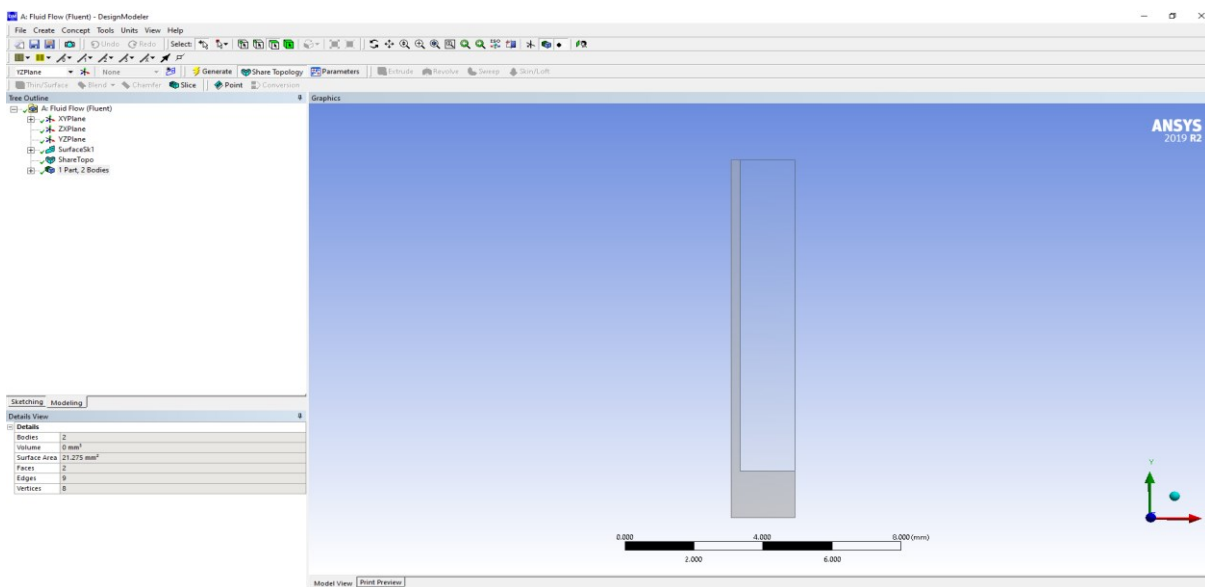 A: Fluid Flow (Fluent) - DesignModeler
File Create Concept Tools Units View Help
Undo Redo Select:
YZPlane None Generate Share Topology Parameters Extrude Revolve Sweep Skin/Loft
Thin/Surface Blend Chamfer Slice Point Conversion
Tree Outline
A: Fluid Flow (Fluent)
XYPlane
ZXPlane
YZPlane
SurfaceSk1
ShareTopo
1 Part, 2 Bodies
Sketching Modeling
Details View
Details
Bodies 2
Volume 0 mm³
Surface Area 21.275 mm²
Faces 2
Edges 9
Vertices 8
Graphics
ANSYS
2019 R2
Y
0.000 4.000 8.000 (mm)
2.000 6.000
Model View Print Preview